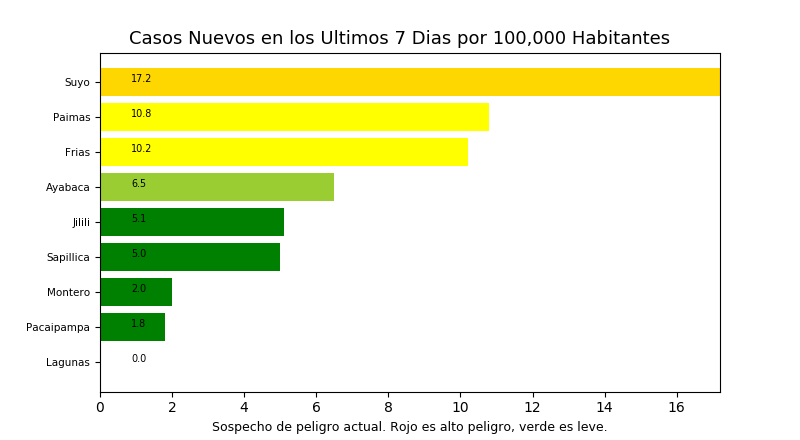 Casos Nuevos en los Ultimos 7 Dias por 100,000 Habitantes
Suyo 17.2
Paimas 10.8
Frias 10.2
Ayabaca 6.5
Jilili 5.1
Sapillica 5.0
Montero 2.0
Pacaipampa 1.8
Lagunas 0.0
0 2 4 6 8 10 12 14 16
Sospecho de peligro actual. Rojo es alto peligro, verde es leve.